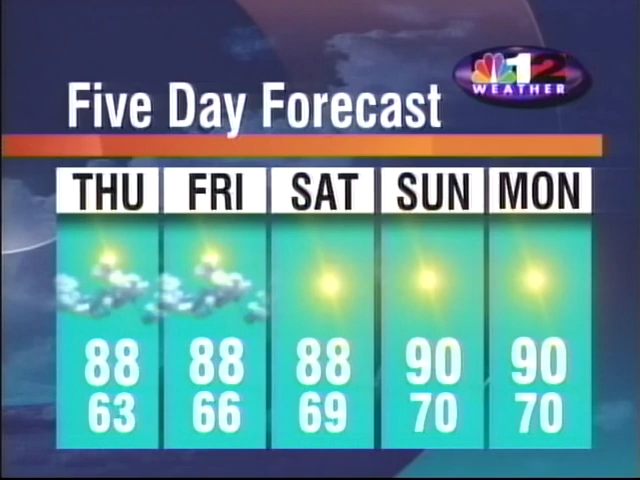 12
WEATHER
Five Day Forecast
THU FRI SAT SUN MON
88 88 88 90 90
63 66 69 70 70